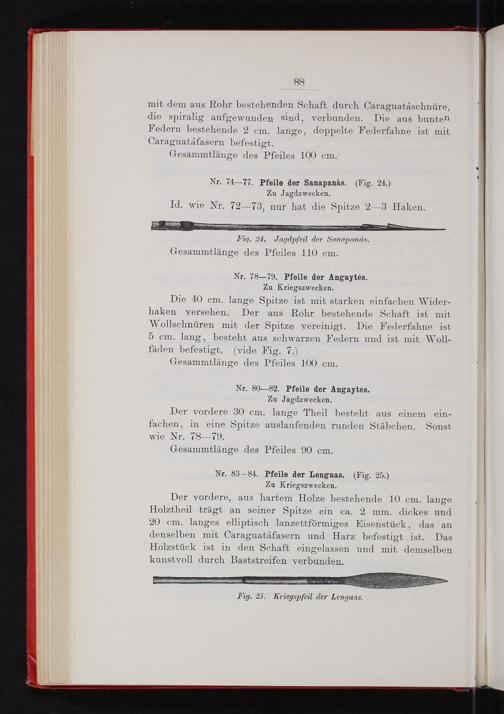 88
mit dem aus Rohr bestehenden Schaft durch Caraguatáschnüre,
die spiralig aufgewunden sind, verbunden. Die aus bunten
Federn bestehende 2 cm. lange, doppelte Federfahne ist mit
Caraguatáfasern befestigt.
Gesammtlänge des Pfeiles 100 cm.
Nr. 74—77. Pfeile der Sanapanàs. (Fig. 24.)
Zu Jagdzwecken.
Id. wie Nr. 72—73, nur hat die Spitze 2—3 Haken.
Fig. 24. Jagdpfeil der Sanapanás.
Gesammtlänge des Pfeiles 110 cm.
Nr. 78—79. Pfeile der Angaytés.
Zu Kriegszwecken.
Die 40 cm. lange Spitze ist mit starken einfachen Wider-
haken versehen. Der aus Rohr bestehende Schaft ist mit
Wollschnüren mit der Spitze vereinigt. Die Federfahne ist
5 cm. lang, besteht aus schwarzen Federn und ist mit Woll-
fäden befestigt. (vide Fig. 7.)
Gesammtlänge des Pfeiles 100 cm.
Nr. 80—82. Pfeile der Angaytés.
Zu Jagdzwecken.
Der vordere 30 cm. lange Theil besteht aus einem ein-
fachen, in eine Spitze auslaufenden runden Stäbchen. Sonst
wie Nr. 78—79.
Gesammtlänge des Pfeiles 90 cm.
Nr. 83—84. Pfeile der Lenguas. (Fig. 25.)
Zu Kriegszwecken.
Der vordere, aus hartem Holze bestehende 10 cm. lange
Holztheil trägt an seiner Spitze ein ca. 2 mm. dickes und
20 cm. langes elliptisch lanzettförmiges Eisenstück, das an
denselben mit Caraguatáfasern und Harz befestigt ist. Das
Holzstück ist in den Schaft eingelassen und mit demselben
kunstvoll durch Baststreifen verbunden.
Fig. 25. Kriegspfeil der Lenguas.